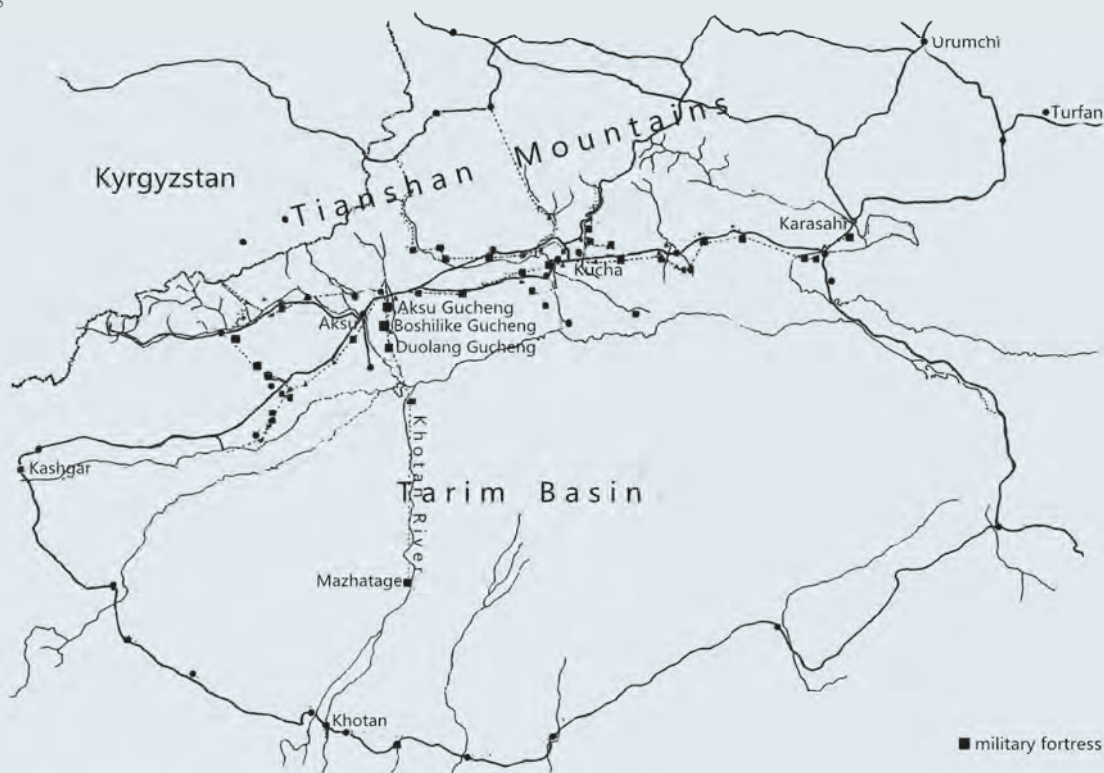 Urumchi
Turfan
Tianshan Mountains
Kyrgyzstan
Karasahr
Kucha
Aksu Gucheng
Aksu
Boshilike Gucheng
Duolang Gucheng
Khotan River
Kashgar
Tarim Basin
Mazhatage
Khotan
military fortress